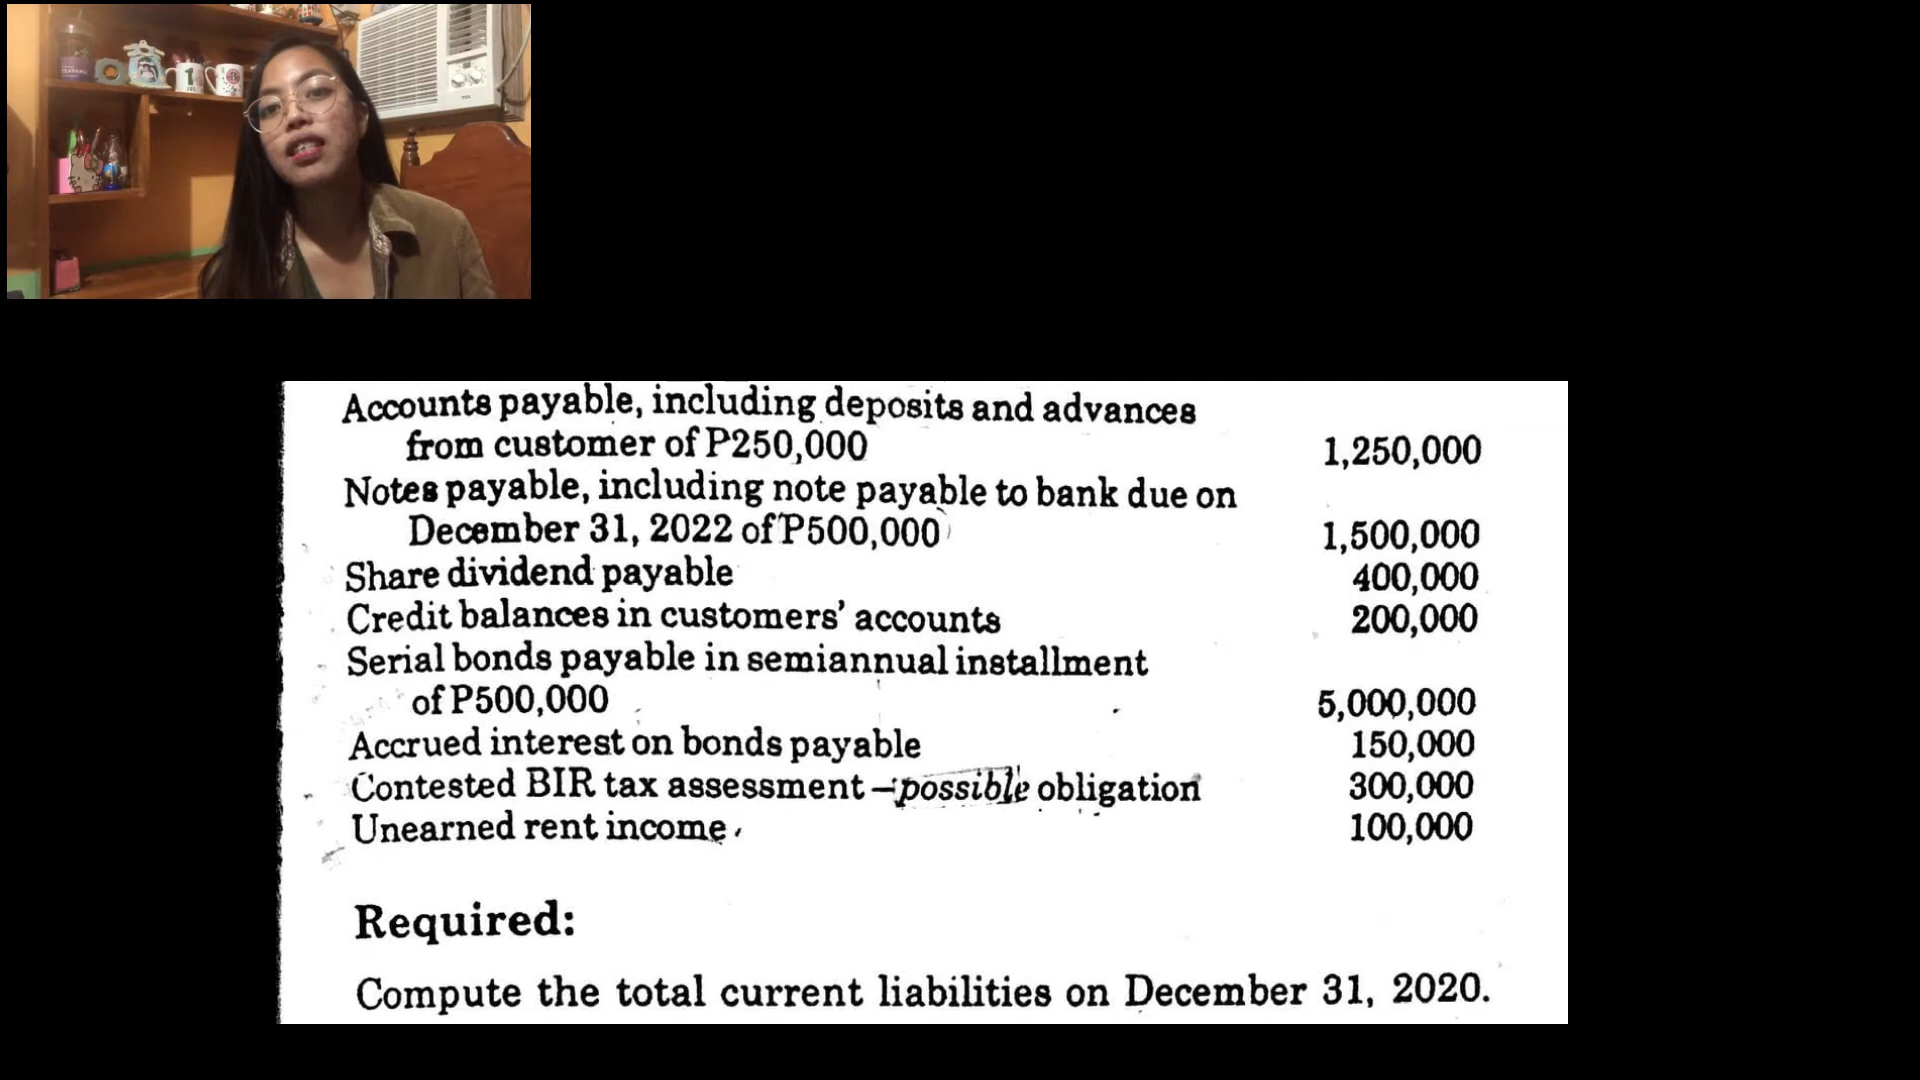 Accounts payable, including deposits and advances
from customer of P250,000 1,250,000
Notes payable, including note payable to bank due on
December 31, 2022 of P500,000 1,500,000
Share dividend payable 400,000
Credit balances in customers' accounts 200,000
Serial bonds payable in semiannual installment
of P500,000 5,000,000
Accrued interest on bonds payable 150,000
Contested BIR tax assessment – possible obligation 300,000
Unearned rent income 100,000
Required:
Compute the total current liabilities on December 31, 2020.